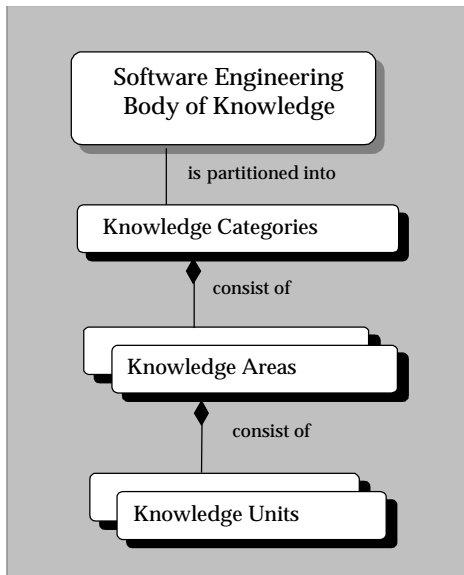 Software Engineering
Body of Knowledge
is partitioned into
Knowledge Categories
consist of
Knowledge Areas
consist of
Knowledge Units